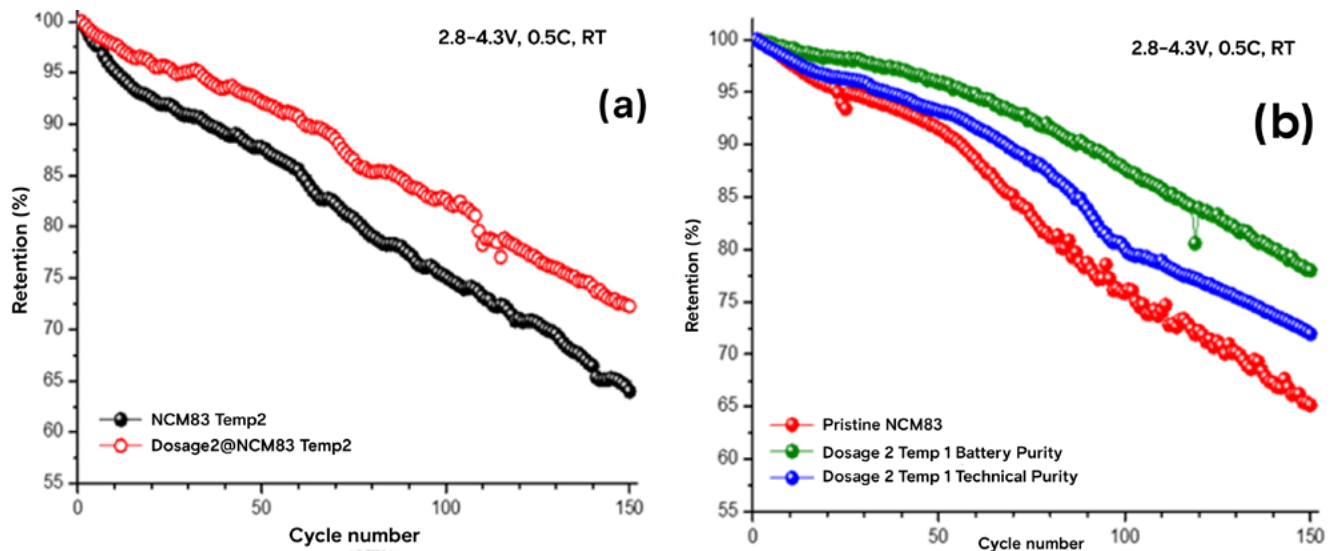 2.8–4.3V, 0.5C, RT
(a)
Retention (%)
100
95
90
85
80
75
70
65
60
55
NCM83 Temp2
Dosage2@NCM83 Temp2
0
50
100
150
Cycle number
2.8–4.3V, 0.5C, RT
(b)
Retention (%)
100
95
90
85
80
75
70
65
60
55
Pristine NCM83
Dosage 2 Temp 1 Battery Purity
Dosage 2 Temp 1 Technical Purity
0
50
100
150
Cycle number